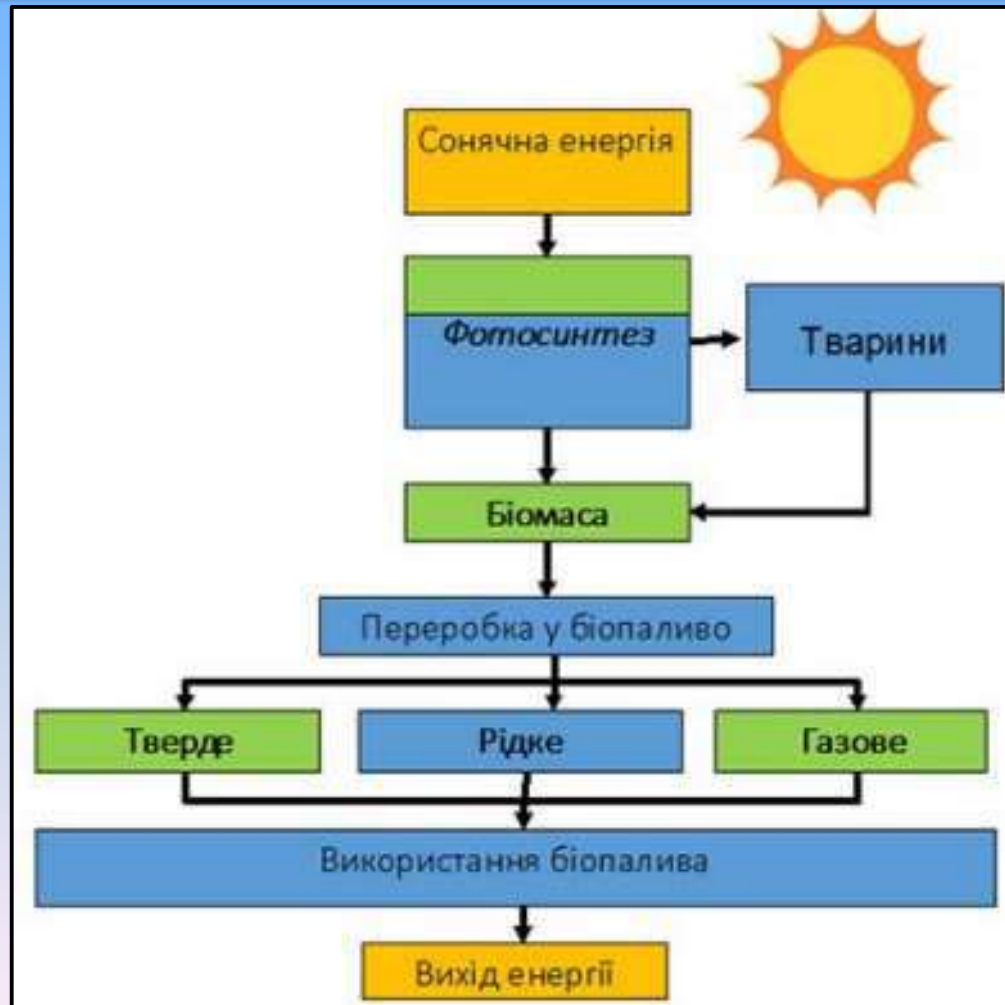 Сонячна енергія
Фотосинтез
Тварини
Біомаса
Переробка у біопаливо
Тверде
Рідке
Газове
Використання біопалива
Вихід енергії